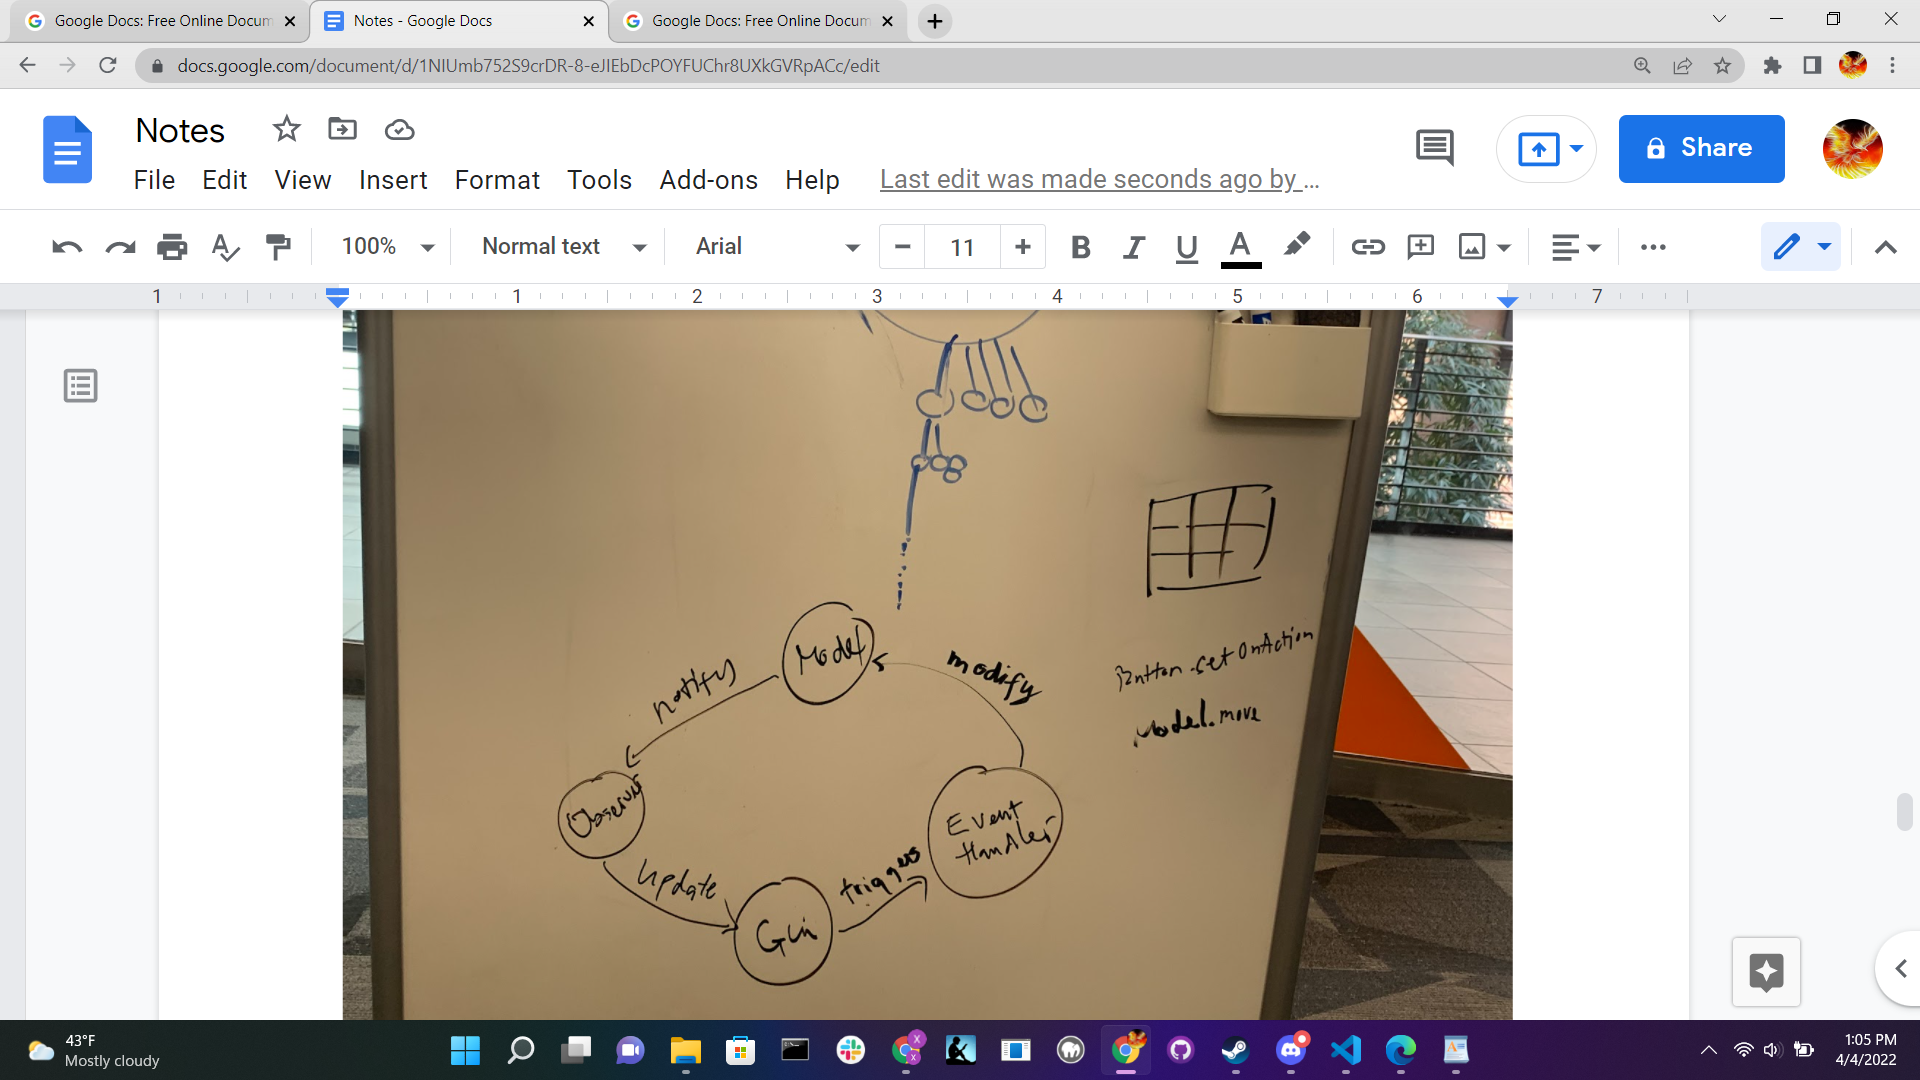 Google Docs: Free Online Docum
Notes - Google Docs
Google Docs: Free Online Docum
docs.google.com/document/d/1NIUmb752S9crDR-8-eJIEbDcPOYFUChr8UXkGVRpACc/edit
Notes
File Edit View Insert Format Tools Add-ons Help Last edit was made seconds ago by ...
Share
100% Normal text Arial 11 B I U A
1 1 2 3 4 5 6 7
Model
notify
modify
Button.setOnAction
Model.move
Observer
Event
Handler
update
triggers
Gui
43°F
Mostly cloudy
1:05 PM
4/4/2022